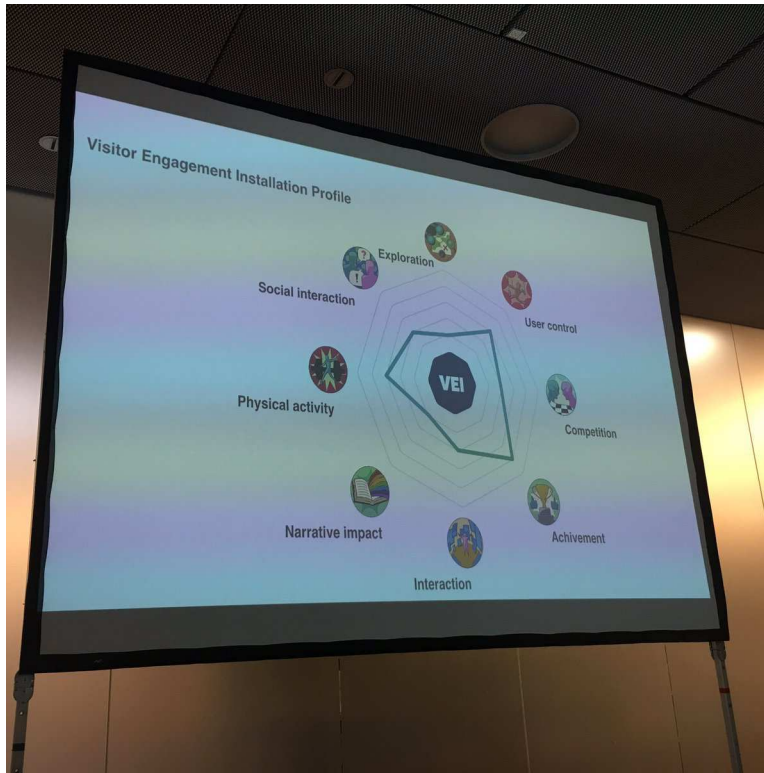 Visitor Engagement Installation Profile
Exploration
?
!
Social interaction
User control
Physical activity
VEI
Competition
Narrative impact
Achivement
Interaction